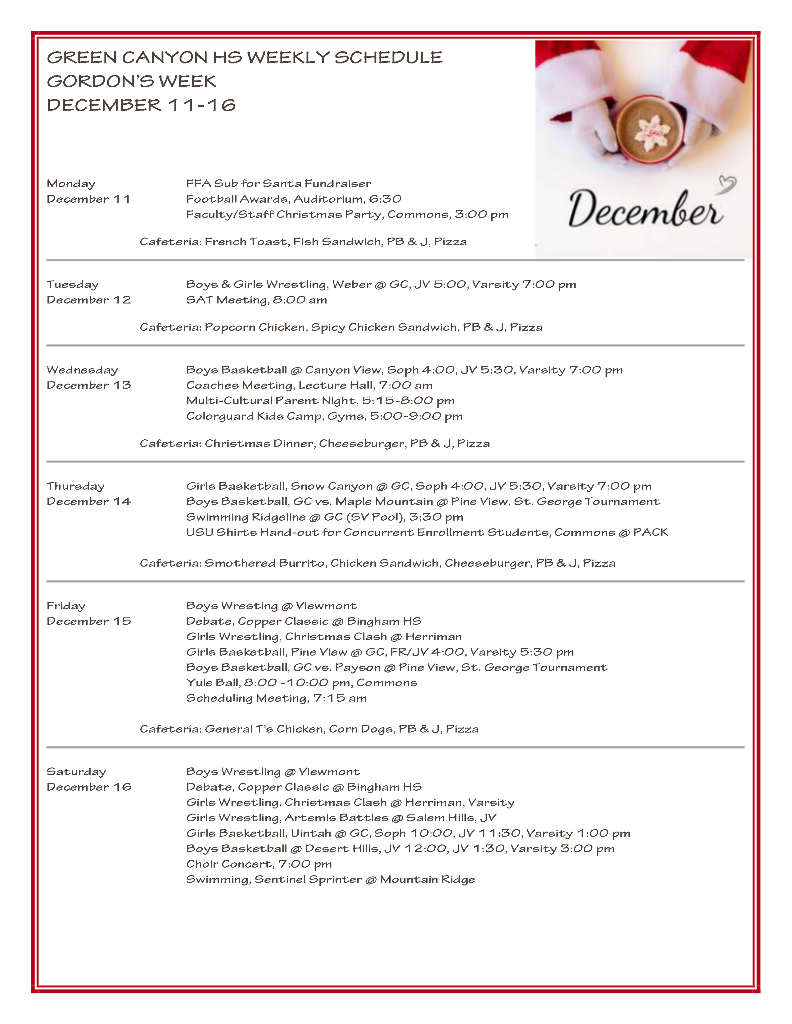 GREEN CANYON HS WEEKLY SCHEDULE
GORDON'S WEEK
DECEMBER 11-16
December
Monday FFA Sub for Santa Fundraiser
December 11 Football Awards, Auditorium, 6:30
Faculty/Staff Christmas Party, Commons, 3:00 pm
Cafeteria: French Toast, Fish Sandwich, PB & J, Pizza
Tuesday Boys & Girls Wrestling, Weber @ GC, JV 5:00, Varsity 7:00 pm
December 12 SAT Meeting, 8:00 am
Cafeteria: Popcorn Chicken, Spicy Chicken Sandwich, PB & J, Pizza
Wednesday Boys Basketball @ Canyon View, Soph 4:00, JV 5:30, Varsity 7:00 pm
December 13 Coaches Meeting, Lecture Hall, 7:00 am
Multi-Cultural Parent Night, 5:15-8:00 pm
Colorguard Kids Camp, Gyms, 5:00-9:00 pm
Cafeteria: Christmas Dinner, Cheeseburger, PB & J, Pizza
Thursday Girls Basketball, Snow Canyon @ GC, Soph 4:00, JV 5:30, Varsity 7:00 pm
December 14 Boys Basketball, GC vs. Maple Mountain @ Pine View, St. George Tournament
Swimming Ridgeline @ GC (SV Pool), 3:30 pm
USU Shirts Hand-out for Concurrent Enrollment Students, Commons @ PACK
Cafeteria: Smothered Burrito, Chicken Sandwich, Cheeseburger, PB & J, Pizza
Friday Boys Wrestling @ Viewmont
December 15 Debate, Copper Classic @ Bingham HS
Girls Wrestling, Christmas Clash @ Herriman
Girls Basketball, Pine View @ GC, FR/JV 4:00, Varsity 5:30 pm
Boys Basketball, GC vs. Payson @ Pine View, St. George Tournament
Yule Ball, 8:00 -10:00 pm, Commons
Scheduling Meeting, 7:15 am
Cafeteria: General T's Chicken, Corn Dogs, PB & J, Pizza
Saturday Boys Wrestling @ Viewmont
December 16 Debate, Copper Classic @ Bingham HS
Girls Wrestling, Christmas Clash @ Herriman, Varsity
Girls Wrestling, Artemis Battles @ Salem Hills, JV
Girls Basketball, Uintah @ GC, Soph 10:00, JV 11:30, Varsity 1:00 pm
Boys Basketball @ Desert Hills, JV 12:00, JV 1:30, Varsity 3:00 pm
Choir Concert, 7:00 pm
Swimming, Sentinel Sprinter @ Mountain Ridge